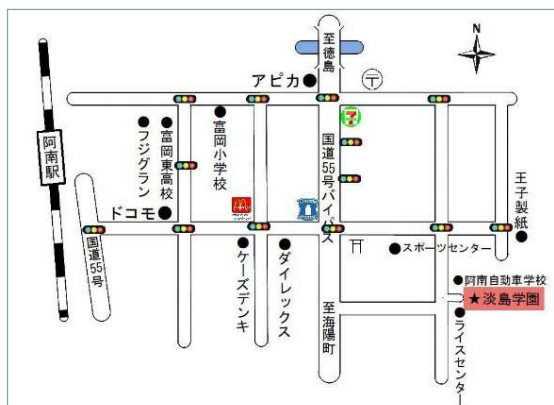 至徳島
アピカ
〒
阿南駅
フジグラン
富岡東高校
富岡小学校
国道55号バイパス
王子製紙
ドコモ
国道55号
ケーズデンキ
ダイレックス
スポーツセンター
至海陽町
阿南自動車学校
★淡島学園
ライスセンター